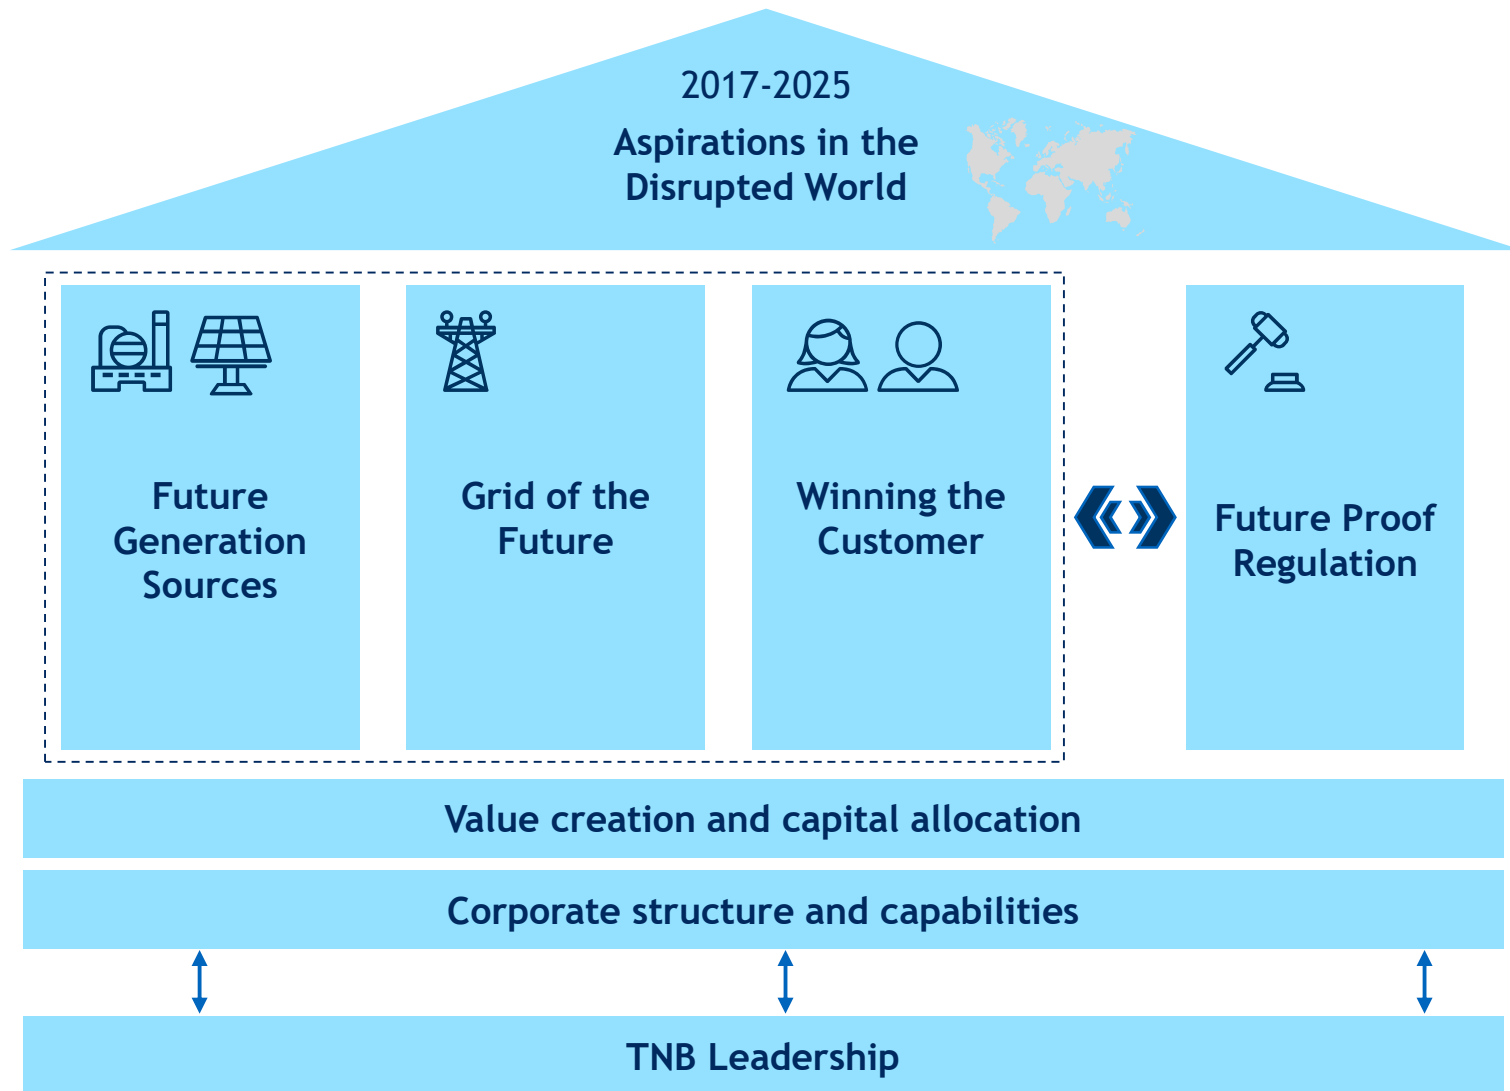 2017-2025
Aspirations in the
Disrupted World
Future
Generation
Sources
Grid of the
Future
Winning the
Customer
Future Proof
Regulation
Value creation and capital allocation
Corporate structure and capabilities
TNB Leadership